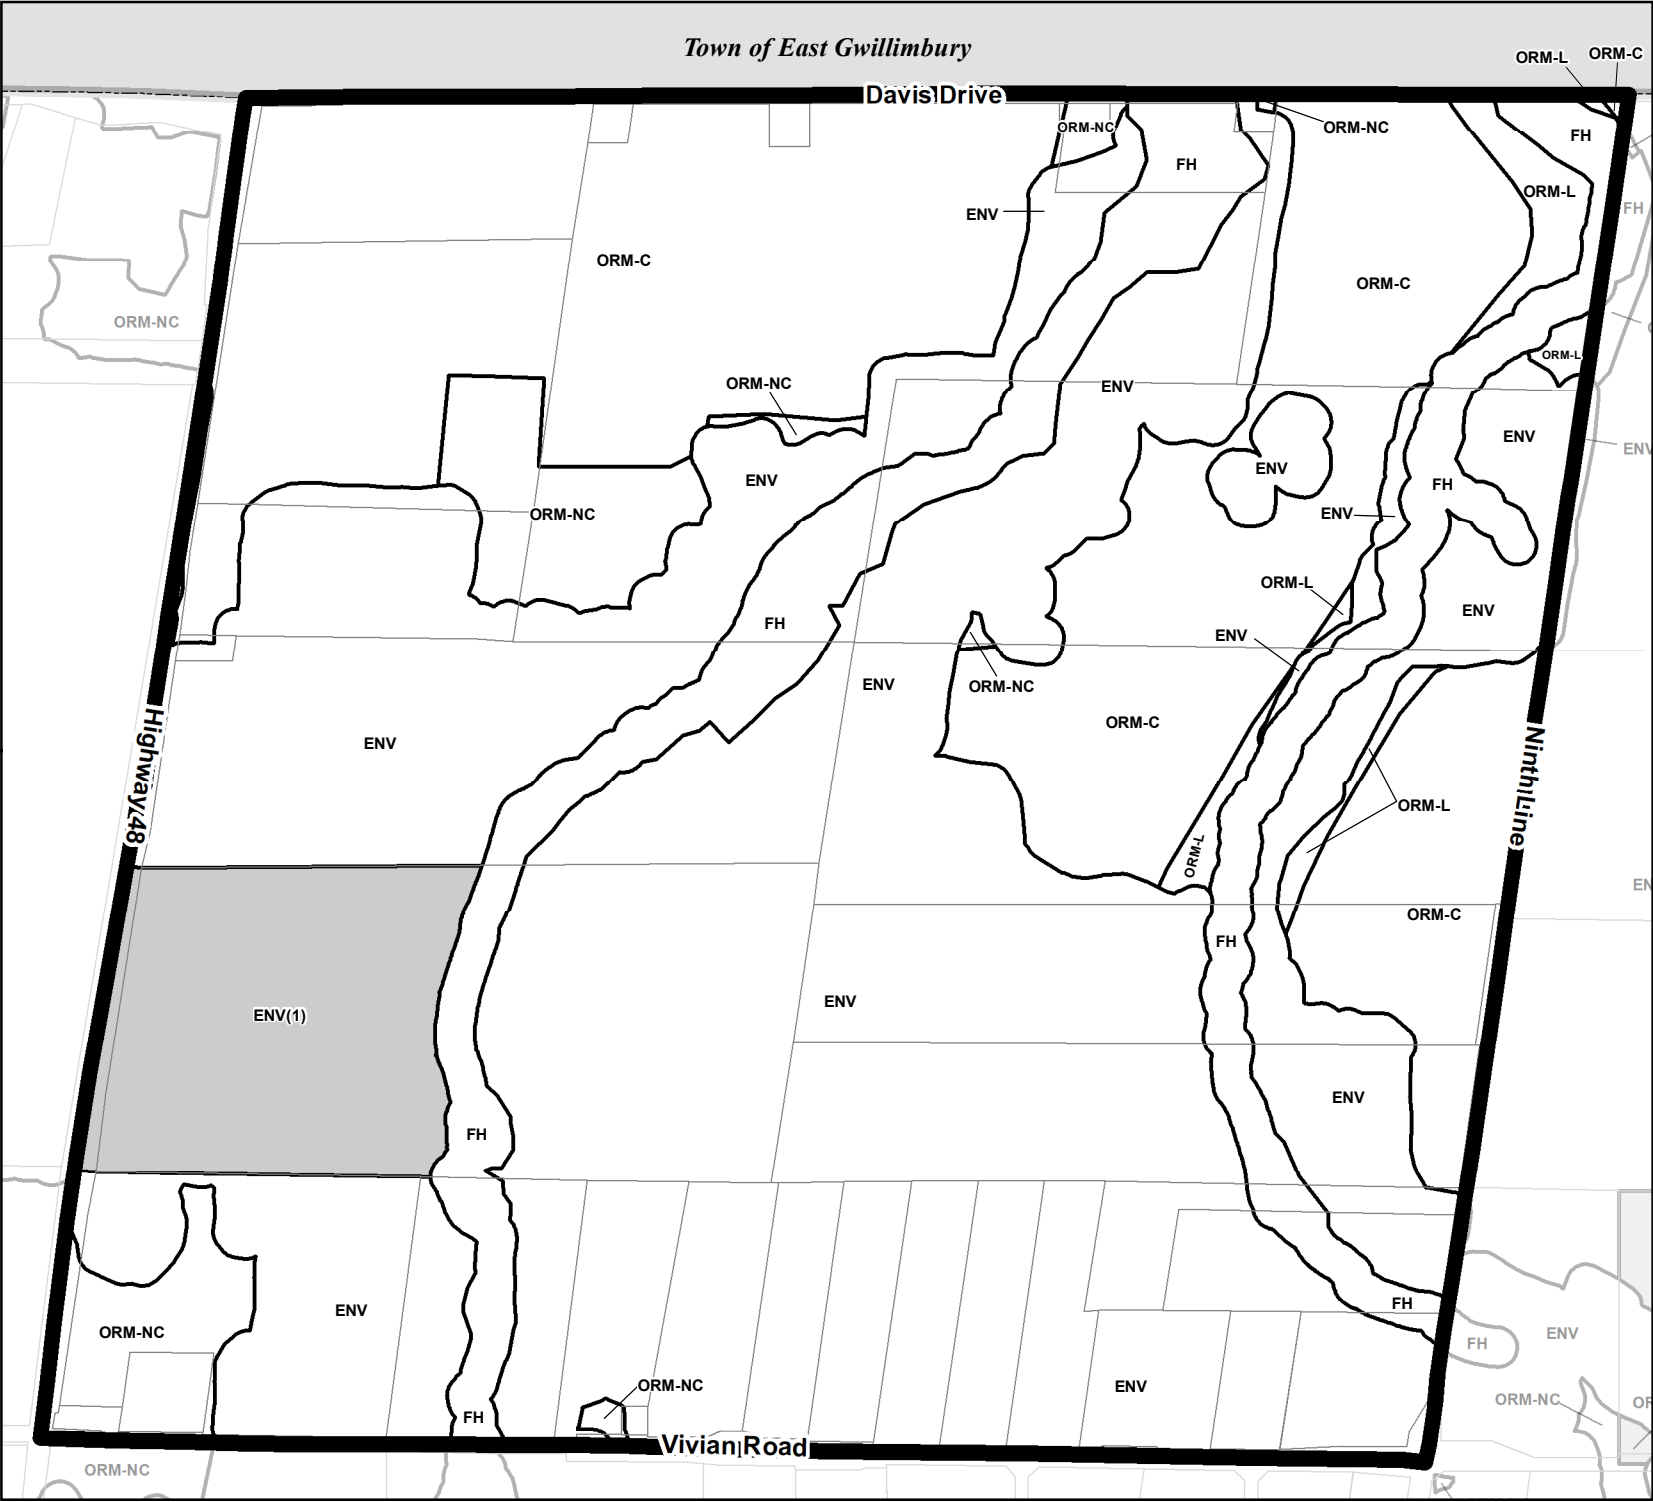 Town of East Gwillimbury
ORM-L
ORM-C
Davis Drive
ORM-NC
ORM-NC
FH
FH
ORM-L
FH
ENV
ORM-C
ORM-C
ORM-NC
ORM-L
ORM-NC
ENV
ENV
ENV
ENV
ENV
ENV
FH
ORM-NC
ENV
ORM-L
ENV
FH
ENV
ENV
ORM-NC
ORM-C
ENV
Highway 48
Ninth Line
ORM-L
ORM-L
EN
ORM-C
FH
ENV
ENV(1)
ENV
FH
FH
ENV
ORM-NC
ENV
FH
ORM-NC
ENV
ORM-NC
OR
FH
Vivian Road
ORM-NC